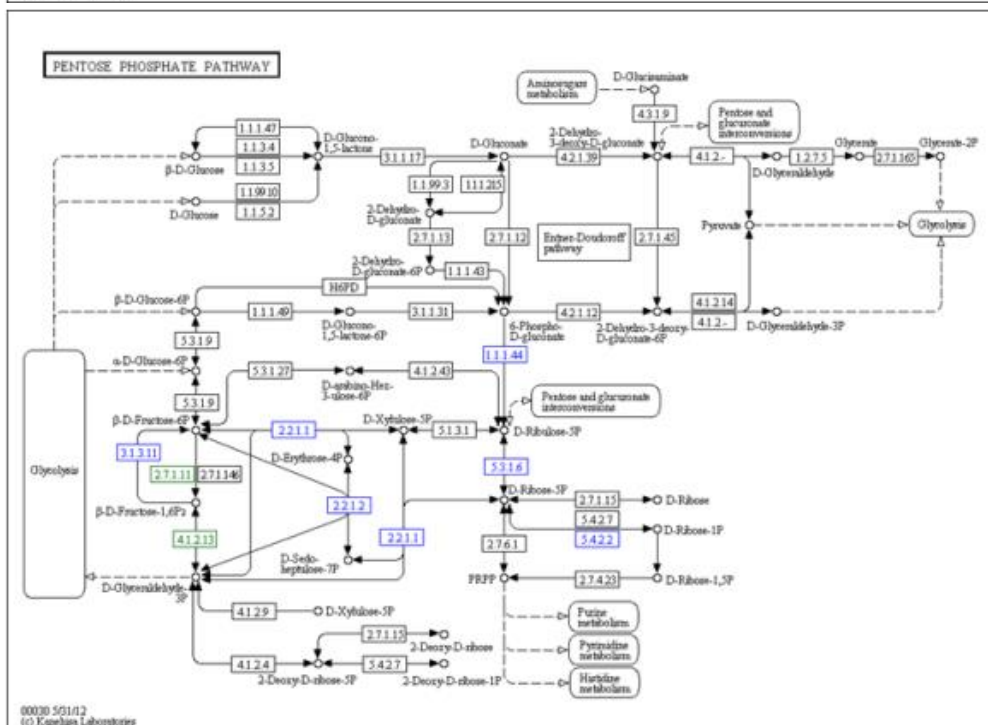 PENTOSE PHOSPHATE PATHWAY
Aminosugars
metabolism
D-Glucosaminate
4.3.1.9
Pentose and
glucuronate
interconversions
1.1.1.47
1.1.3.4
1.1.3.5
β-D-Glucose
D-Glucono-
1,5-lactone
3.1.1.17
D-Gluconate
4.2.1.39
2-Dehydro-
3-deoxy-D-gluconate
4.1.2.-
D-Glyceraldehyde
1.2.7.5
Glycerate
2.7.1.165
Glycerate-2P
1.1.99.10
1.1.5.2
D-Glucose
1.1.99.3
1.1.1.215
2-Dehydro-
D-gluconate
2.7.1.13
2.7.1.12
Entner-Doudoroff
pathway
2.7.1.45
Pyruvate
Glycolysis
2-Dehydro-
D-gluconate-6P
1.1.1.43
H6PD
β-D-Glucose-6P
1.1.1.49
D-Glucono-
1,5-lactone-6P
3.1.1.31
6-Phospho-
D-gluconate
4.2.1.12
2-Dehydro-3-deoxy-
D-gluconate-6P
4.1.2.14
4.1.2.-
D-Glyceraldehyde-3P
5.3.1.9
1.1.1.44
α-D-Glucose-6P
5.3.1.27
D-arabino-Hex-
3-ulose-6P
4.1.2.43
5.3.1.9
Pentose and glucuronate
interconversions
β-D-Fructose-6P
2.2.1.1
D-Xylulose-5P
5.1.3.1
D-Ribulose-5P
3.1.3.11
D-Erythrose-4P
5.3.1.6
Glycolysis
2.7.1.11
2.7.1.146
D-Ribose-5P
2.7.1.15
D-Ribose
β-D-Fructose-1,6P2
2.2.1.2
5.4.2.7
5.4.2.2
D-Ribose-1P
4.1.2.13
2.2.1.1
2.7.6.1
D-Sedo-
heptulose-7P
D-Glyceraldehyde-
3P
PRPP
2.7.4.23
D-Ribose-1,5P
4.1.2.9
D-Xylulose-5P
Purine
metabolism
2.7.1.15
2-Deoxy-D-ribose
Pyrimidine
metabolism
4.1.2.4
2-Deoxy-D-ribose-5P
5.4.2.7
2-Deoxy-D-ribose-1P
Histidine
metabolism
00030 5/31/12
(c) Kanehisa Laboratories